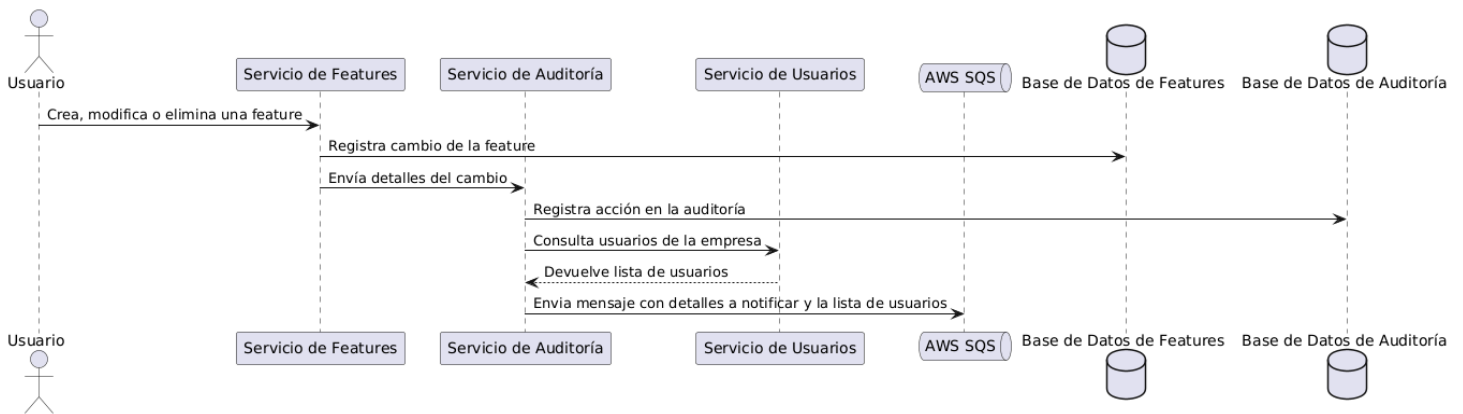 Usuario
Servicio de Features
Servicio de Auditoría
Servicio de Usuarios
AWS SQS
Base de Datos de Features
Base de Datos de Auditoría
Crea, modifica o elimina una feature
Registra cambio de la feature
Envía detalles del cambio
Registra acción en la auditoría
Consulta usuarios de la empresa
Devuelve lista de usuarios
Envia mensaje con detalles a notificar y la lista de usuarios
Usuario
Servicio de Features
Servicio de Auditoría
Servicio de Usuarios
AWS SQS
Base de Datos de Features
Base de Datos de Auditoría